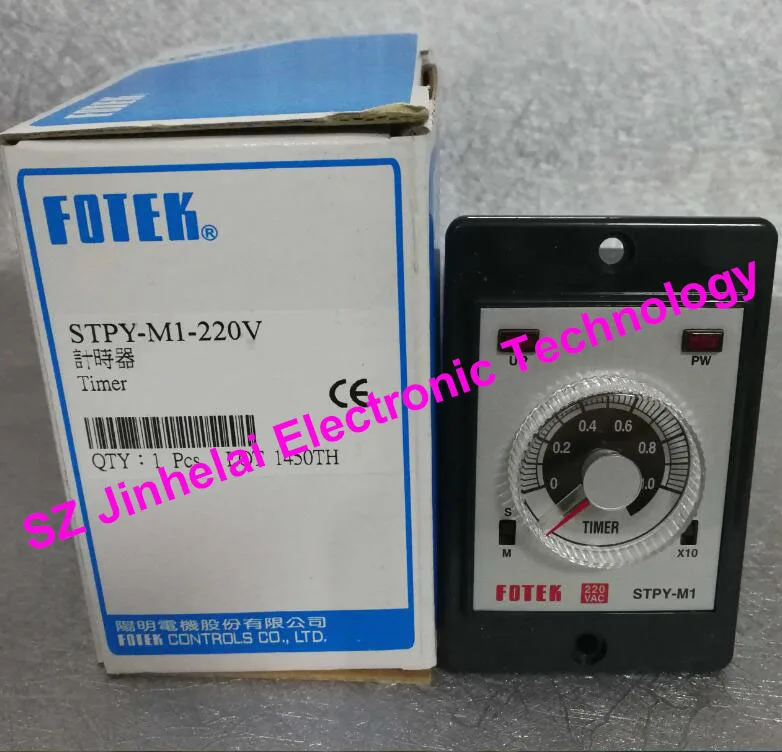 FOTEK®
STPY-M1-220V
計時器
Timer
CE
QTY : 1 Pcs LOT 1450TH
陽明電機股份有限公司
FOTEK CONTROLS CO., LTD.
SZ Jinhelai Electronic Technology
UP PW
0 0.2 0.4 0.6 0.8 1.0
S
M
TIMER
X10
FOTEK 220 VAC STPY-M1